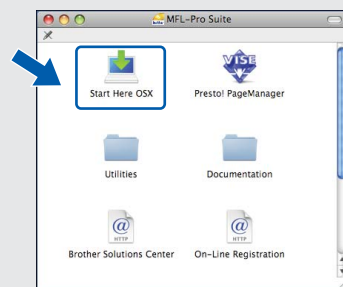 MFL-Pro Suite
VISE
Start Here OSX
Presto! PageManager
Utilities
Documentation
@
HTTP
@
HTTP
Brother Solutions Center
On-Line Registration